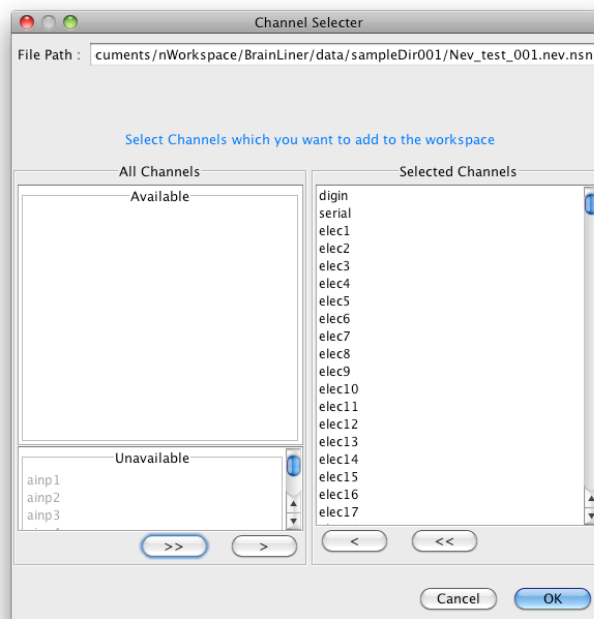 Channel Selecter
File Path : cuments/nWorkspace/BrainLiner/data/sampleDir001/Nev_test_001.nev.nsn
Select Channels which you want to add to the workspace
All Channels
Available
Unavailable
ainp1
ainp2
ainp3
>> >
Selected Channels
digin
serial
elec1
elec2
elec3
elec4
elec5
elec6
elec7
elec8
elec9
elec10
elec11
elec12
elec13
elec14
elec15
elec16
elec17
< <<
Cancel OK